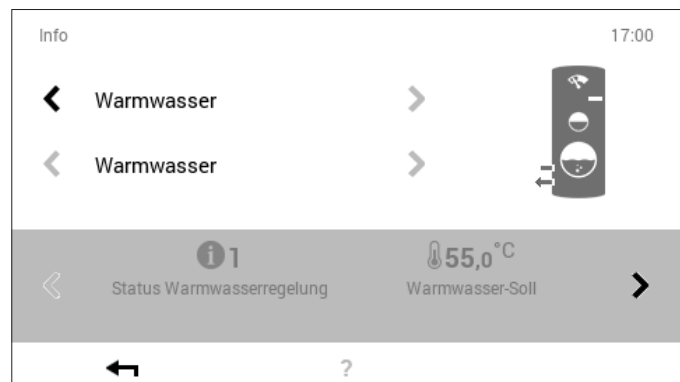 Info 17:00
Warmwasser
Warmwasser
1 55,0°C
Status Warmwasserregelung Warmwasser-Soll
?